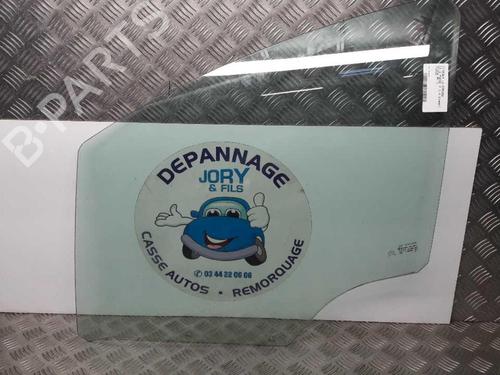 B-PARTS
DEPANNAGE
JORY
& FILS
03 44 22 06 06
CASSE AUTOS • REMORQUAGE